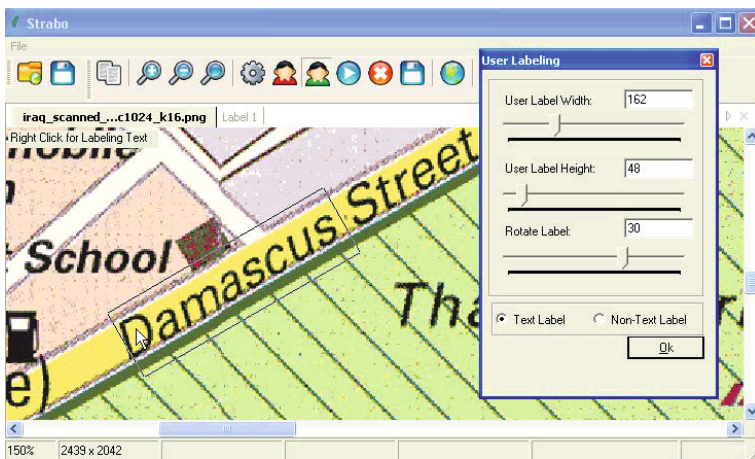 Strabo
File
User Labeling
iraq_scanned_...c1024_k16.png
Label 1
Right Click for Labeling Text
User Label Width: 162
User Label Height: 48
Rotate Label: 30
Text Label
Non-Text Label
Ok
Damascus Street
School
e)
150%
2439 x 2042